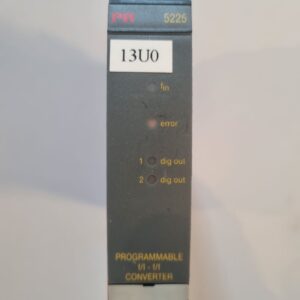 PR 5225
13U0
fin
error
1 dig out
2 dig out
PROGRAMMABLE
f/I - f/f
CONVERTER